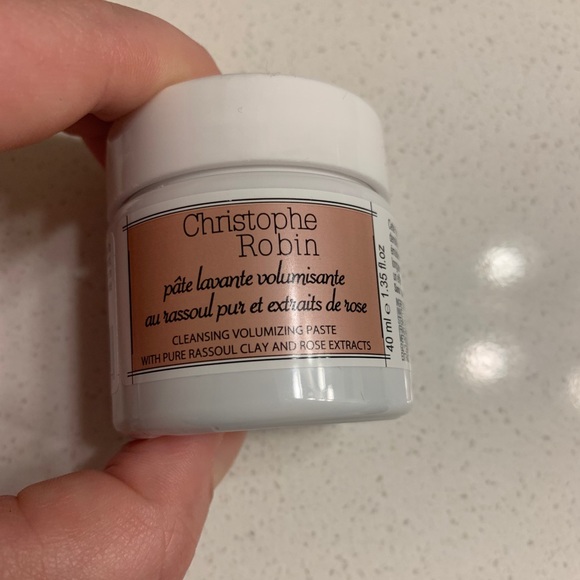 Christophe
Robin
pâte lavante volumisante
au rassoul pur et extraits de rose
CLEANSING VOLUMIZING PASTE
WITH PURE RASSOUL CLAY AND ROSE EXTRACTS
40 ml e 1.35 fl.oz